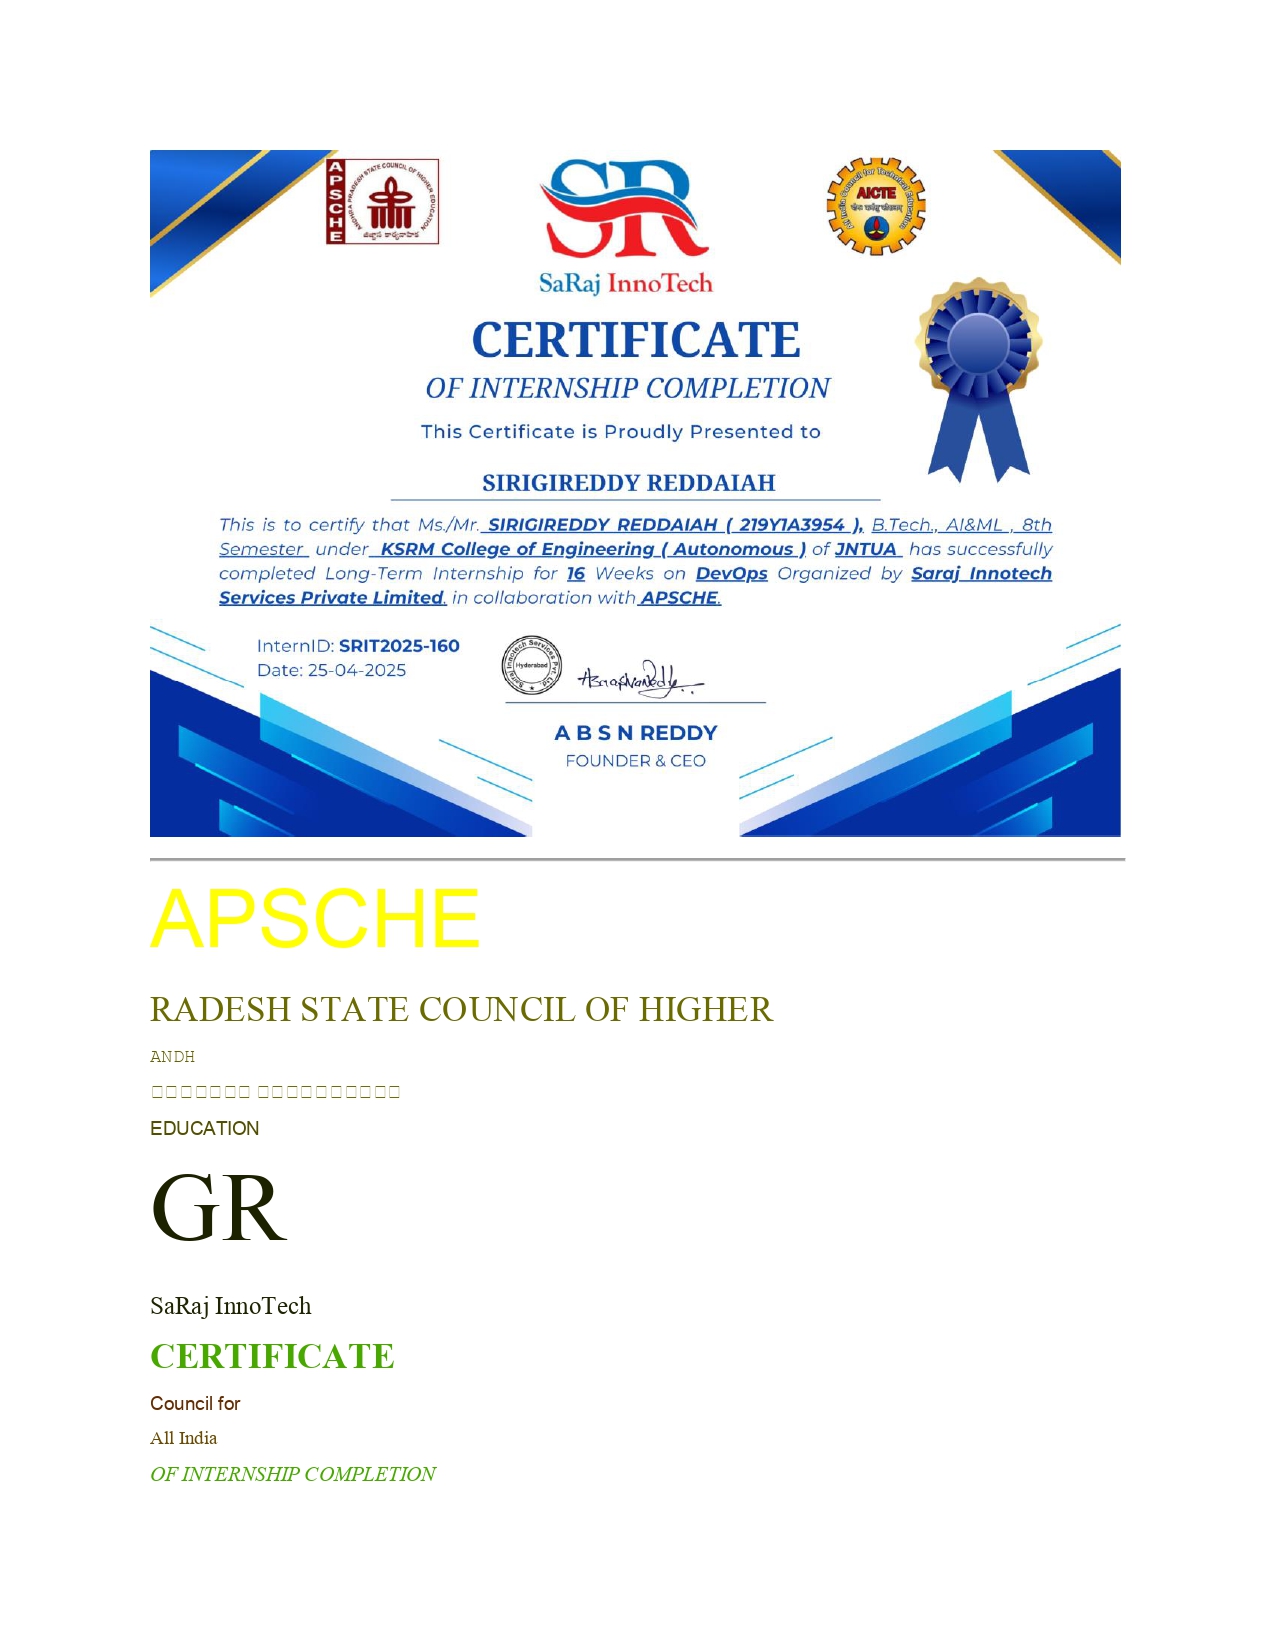 APSCHE
ANDHRA PRADESH STATE COUNCIL OF HIGHER EDUCATION
SR
SaRaj InnoTech
All India Council for Technical Education
AICTE
CERTIFICATE
OF INTERNSHIP COMPLETION
This Certificate is Proudly Presented to
SIRIGIREDDY REDDAIAH
This is to certify that Ms./Mr. SIRIGIREDDY REDDAIAH ( 219Y1A3954 ), B.Tech., AI&ML , 8th
Semester under KSRM College of Engineering ( Autonomous ) of JNTUA has successfully
completed Long-Term Internship for 16 Weeks on DevOps Organized by Saraj Innotech
Services Private Limited. in collaboration with APSCHE.
InternID: SRIT2025-160
Date: 25-04-2025
Saraj Innotech Services Pvt. Ltd
Hyderabad
A B S N REDDY
FOUNDER & CEO
APSCHE
RADESH STATE COUNCIL OF HIGHER
ANDH
EDUCATION
GR
SaRaj InnoTech
CERTIFICATE
Council for
All India
OF INTERNSHIP COMPLETION